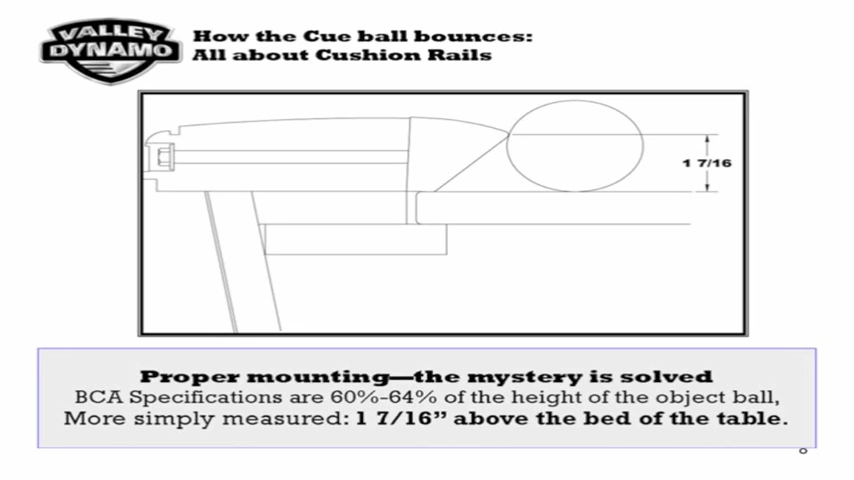 VALLEY
DYNAMO
How the Cue ball bounces:
All about Cushion Rails
1 7/16
Proper mounting—the mystery is solved
BCA Specifications are 60%-64% of the height of the object ball,
More simply measured: 1 7/16” above the bed of the table.